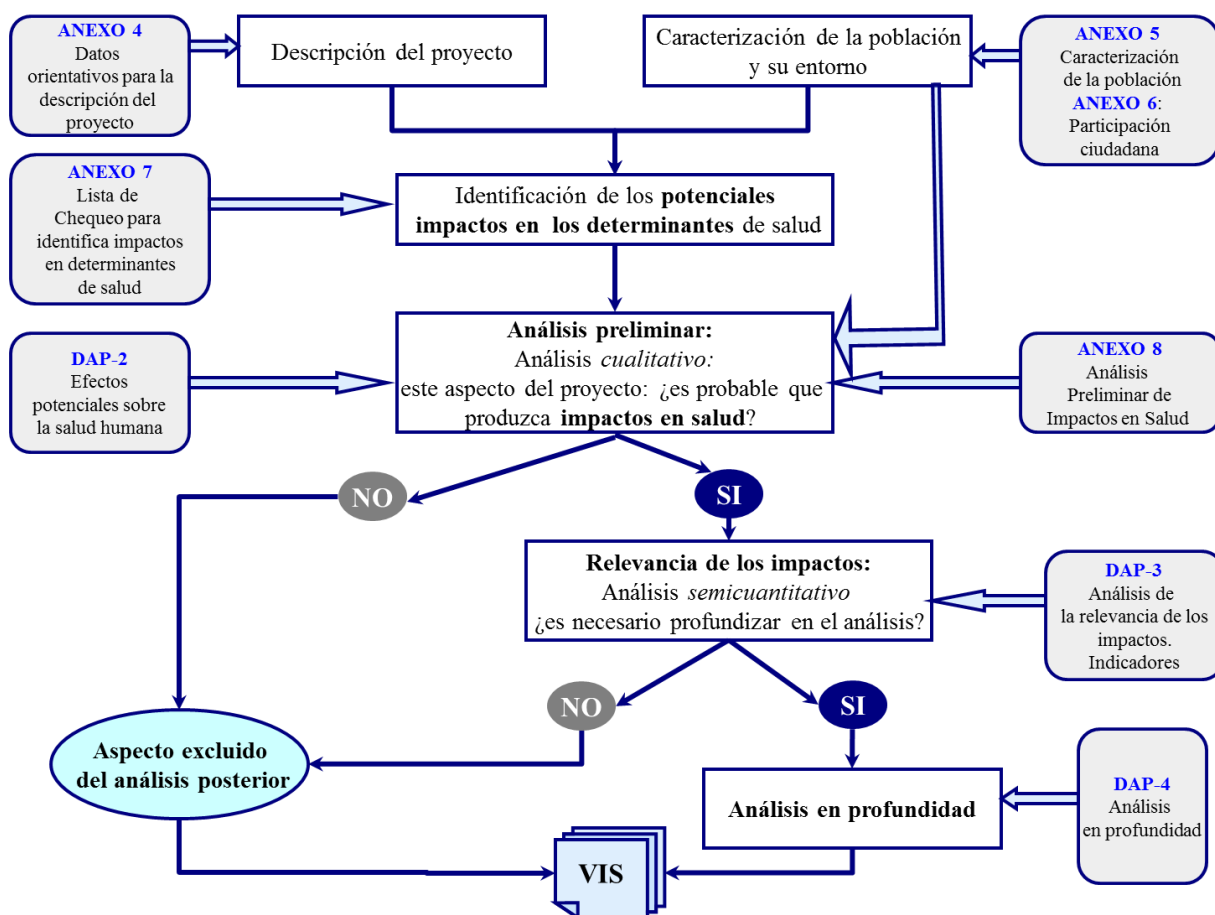 ANEXO 4
Datos
orientativos para la
descripción del
proyecto
Descripción del proyecto
Caracterización de la población
y su entorno
ANEXO 5
Caracterización
de la población
ANEXO 6:
Participación
ciudadana
ANEXO 7
Lista de
Chequeo para
identifica impactos
en determinantes
de salud
Identificación de los potenciales
impactos en los determinantes de salud
DAP-2
Efectos
potenciales sobre
la salud humana
Análisis preliminar:
Análisis cualitativo:
este aspecto del proyecto: ¿es probable que
produzca impactos en salud?
ANEXO 8
Análisis
Preliminar de
Impactos en Salud
NO
SI
Relevancia de los impactos:
Análisis semicuantitativo
¿es necesario profundizar en el análisis?
DAP-3
Análisis de
la relevancia de los
impactos.
Indicadores
NO
SI
Aspecto excluido
del análisis posterior
Análisis en profundidad
DAP-4
Análisis
en profundidad
VIS